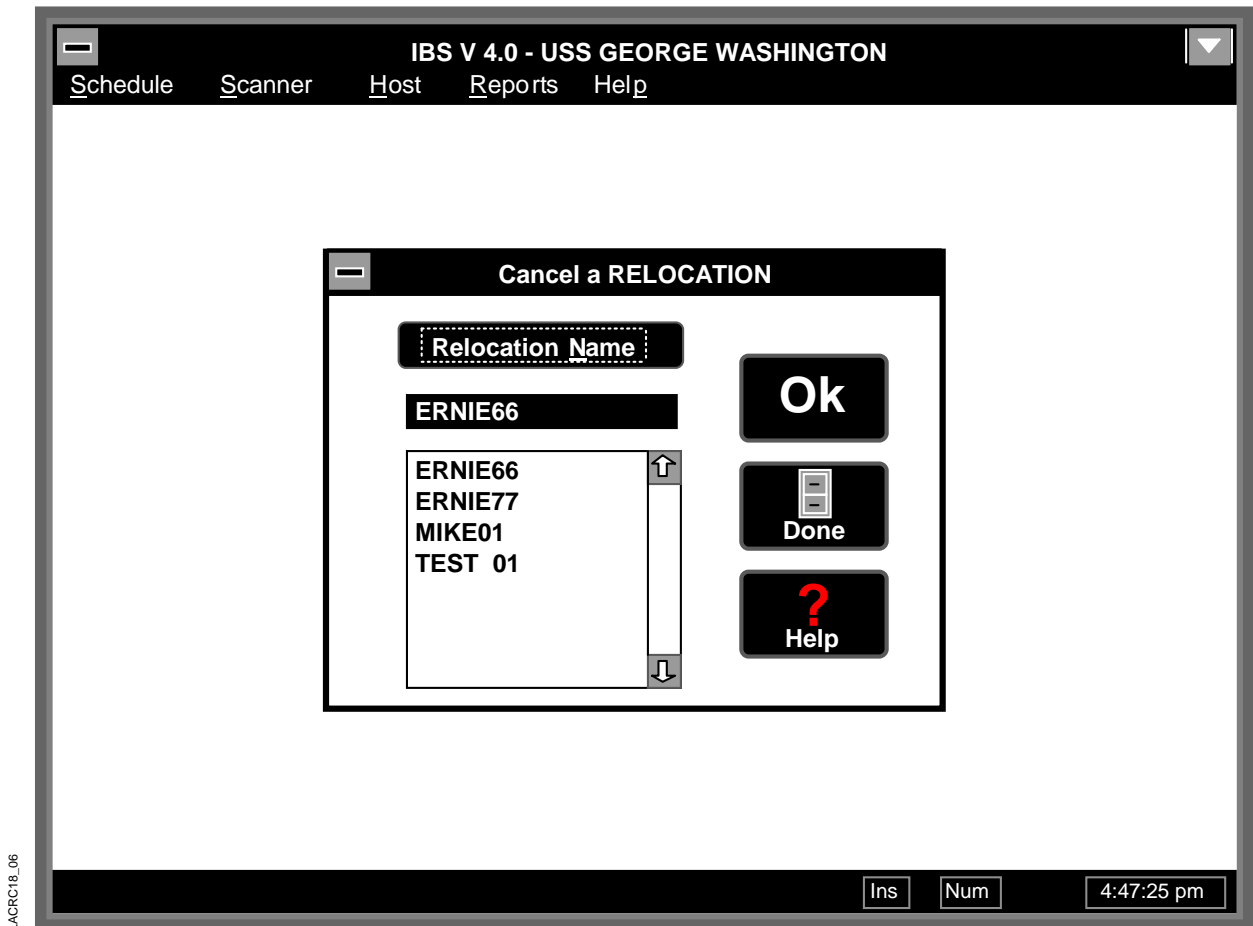 IBS V 4.0 - USS GEORGE WASHINGTON
Schedule Scanner Host Reports Help
Cancel a RELOCATION
Relocation Name
ERNIE66
ERNIE66
ERNIE77
MIKE01
TEST 01
Ok
Done
? Help
Ins Num 4:47:25 pm
ACRC18_06